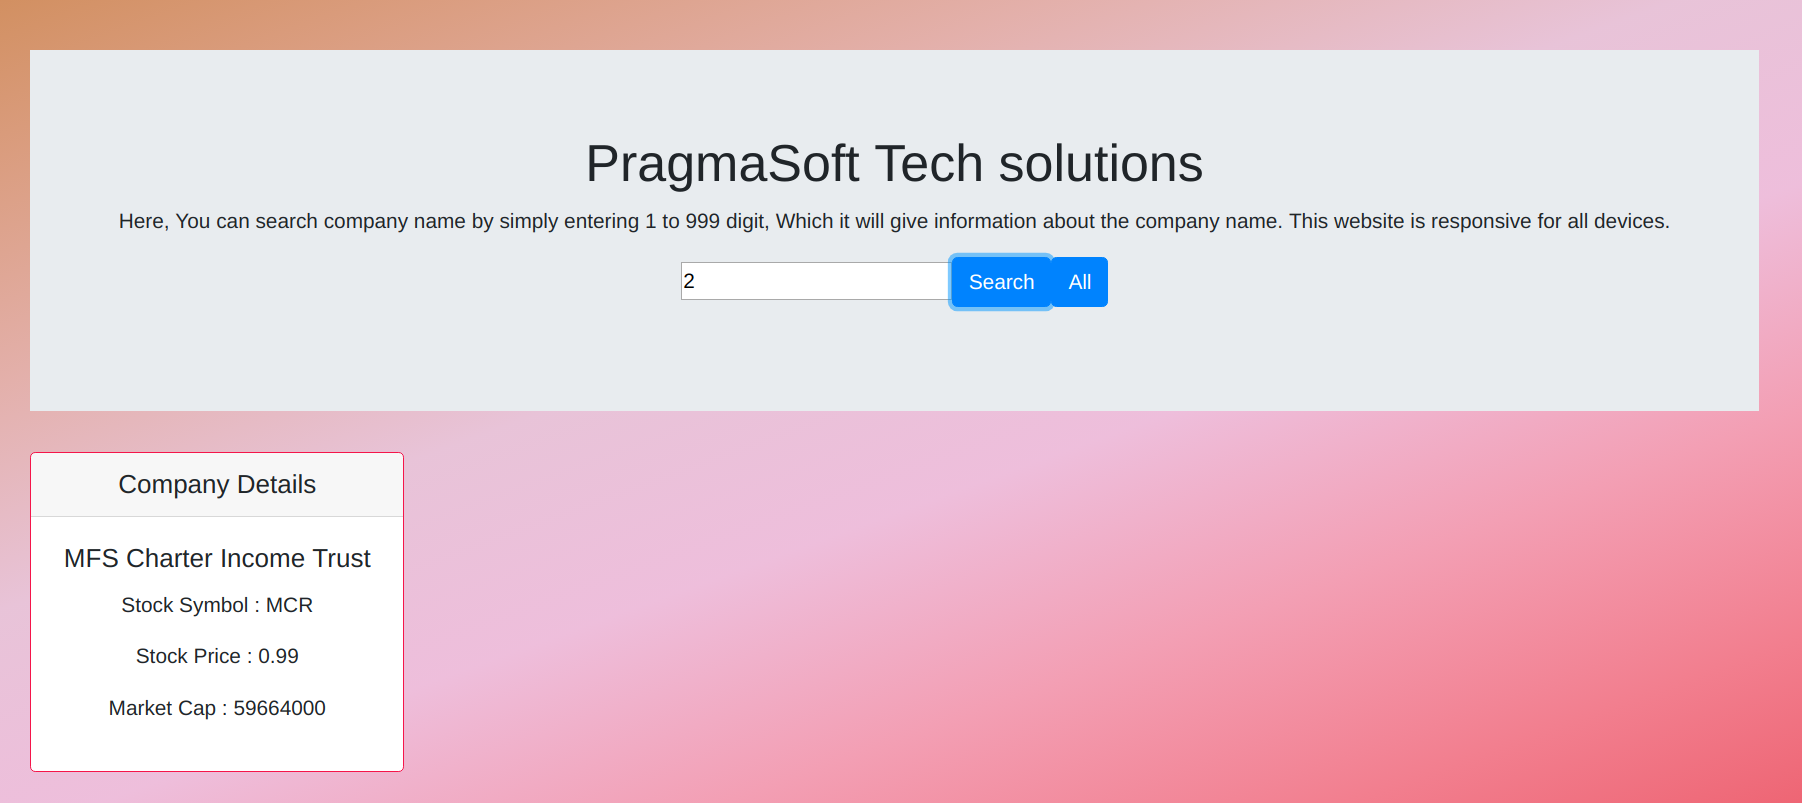 PragmaSoft Tech solutions
Here, You can search company name by simply entering 1 to 999 digit, Which it will give information about the company name. This website is responsive for all devices.
2 Search All
Company Details
MFS Charter Income Trust
Stock Symbol : MCR
Stock Price : 0.99
Market Cap : 59664000